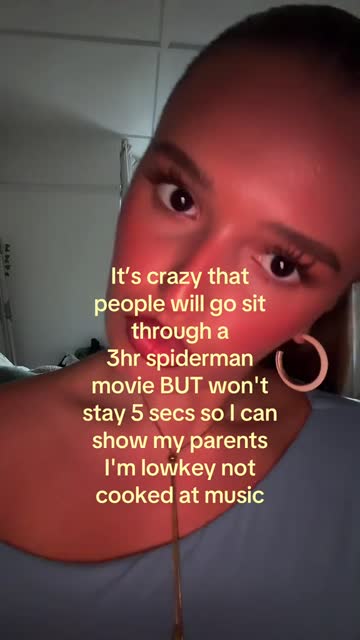 It’s crazy that
people will go sit
through a
3hr spiderman
movie BUT won't
stay 5 secs so I can
show my parents
I'm lowkey not
cooked at music